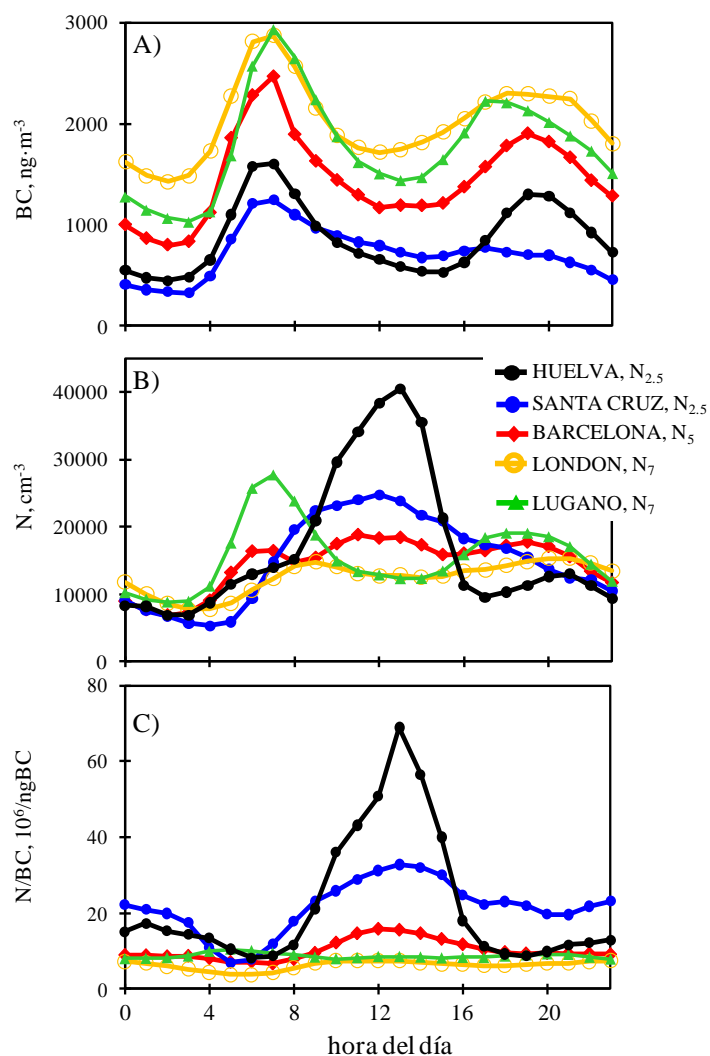 3000
A)
2000
BC, ng·m-3
1000
0
B)
40000
HUELVA, N2.5
SANTA CRUZ, N2.5
BARCELONA, N5
30000
LONDON, N7
N, cm-3
20000
LUGANO, N7
10000
0
80
C)
60
N/BC, 10^6/ngBC
40
20
0
0 4 8 12 16 20
hora del día